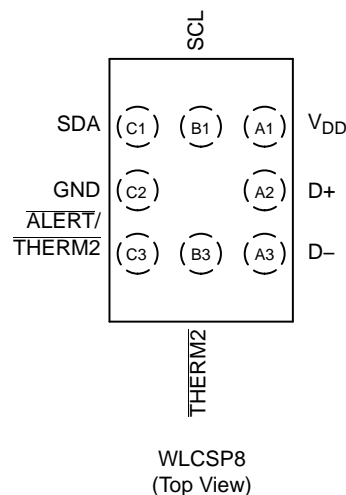 SCL
SDA C1 B1 A1 VDD
GND C2 A2 D+
ALERT/
THERM2 C3 B3 A3 D−
THERM2
WLCSP8
(Top View)